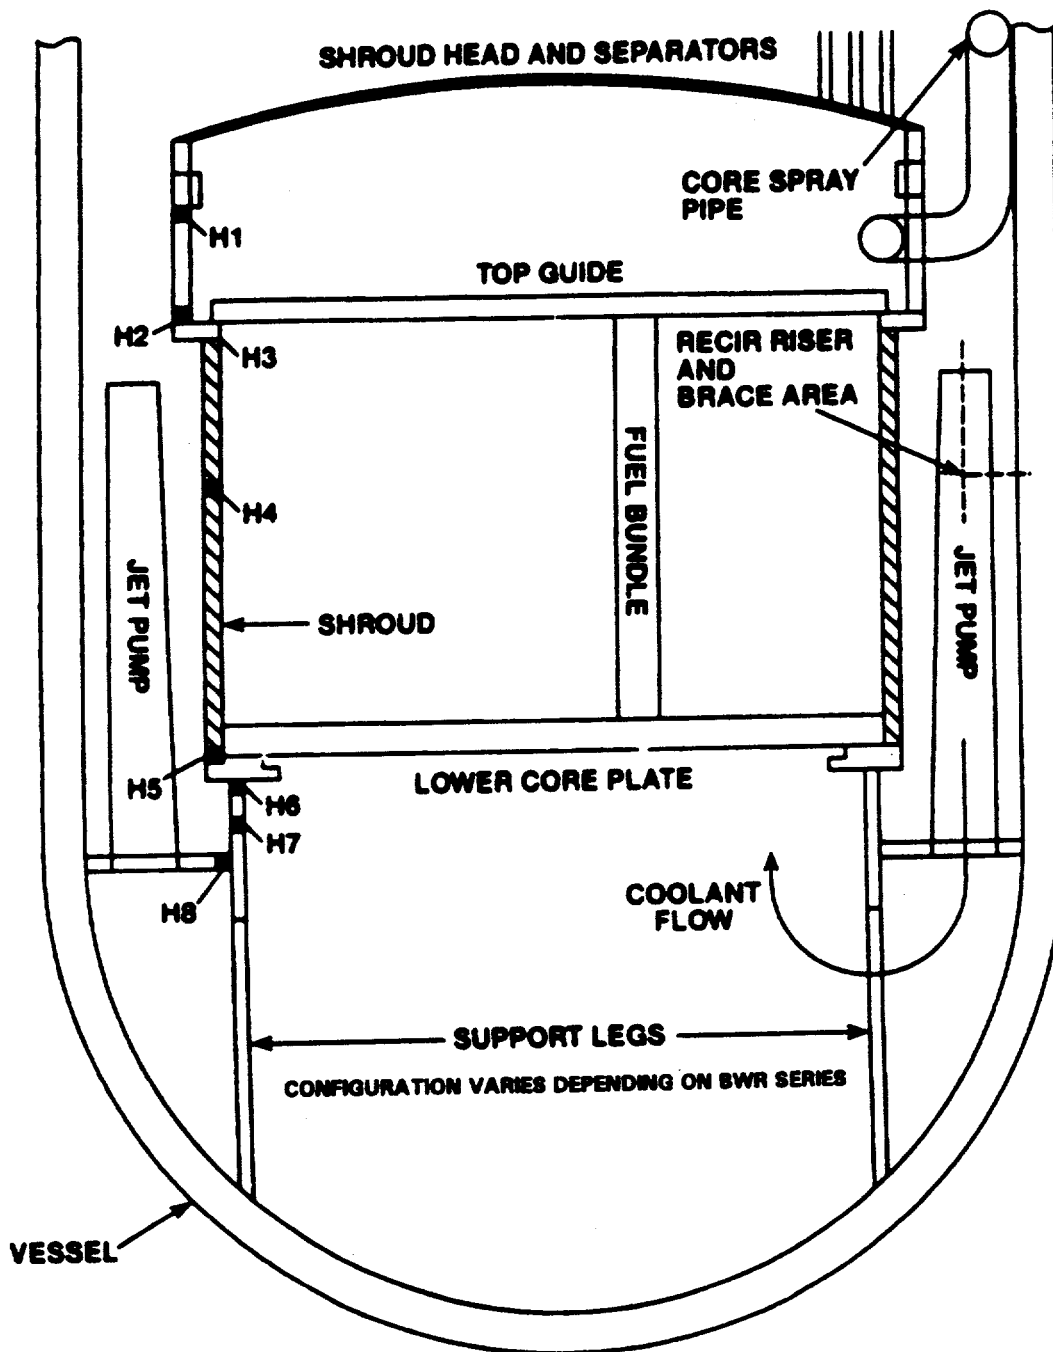 SHROUD HEAD AND SEPARATORS
CORE SPRAY
PIPE
H1
TOP GUIDE
H2
H3
RECIR RISER
AND
BRACE AREA
FUEL BUNDLE
H4
JET PUMP
JET PUMP
SHROUD
H5
LOWER CORE PLATE
H6
H7
H8
COOLANT
FLOW
SUPPORT LEGS
CONFIGURATION VARIES DEPENDING ON BWR SERIES
VESSEL